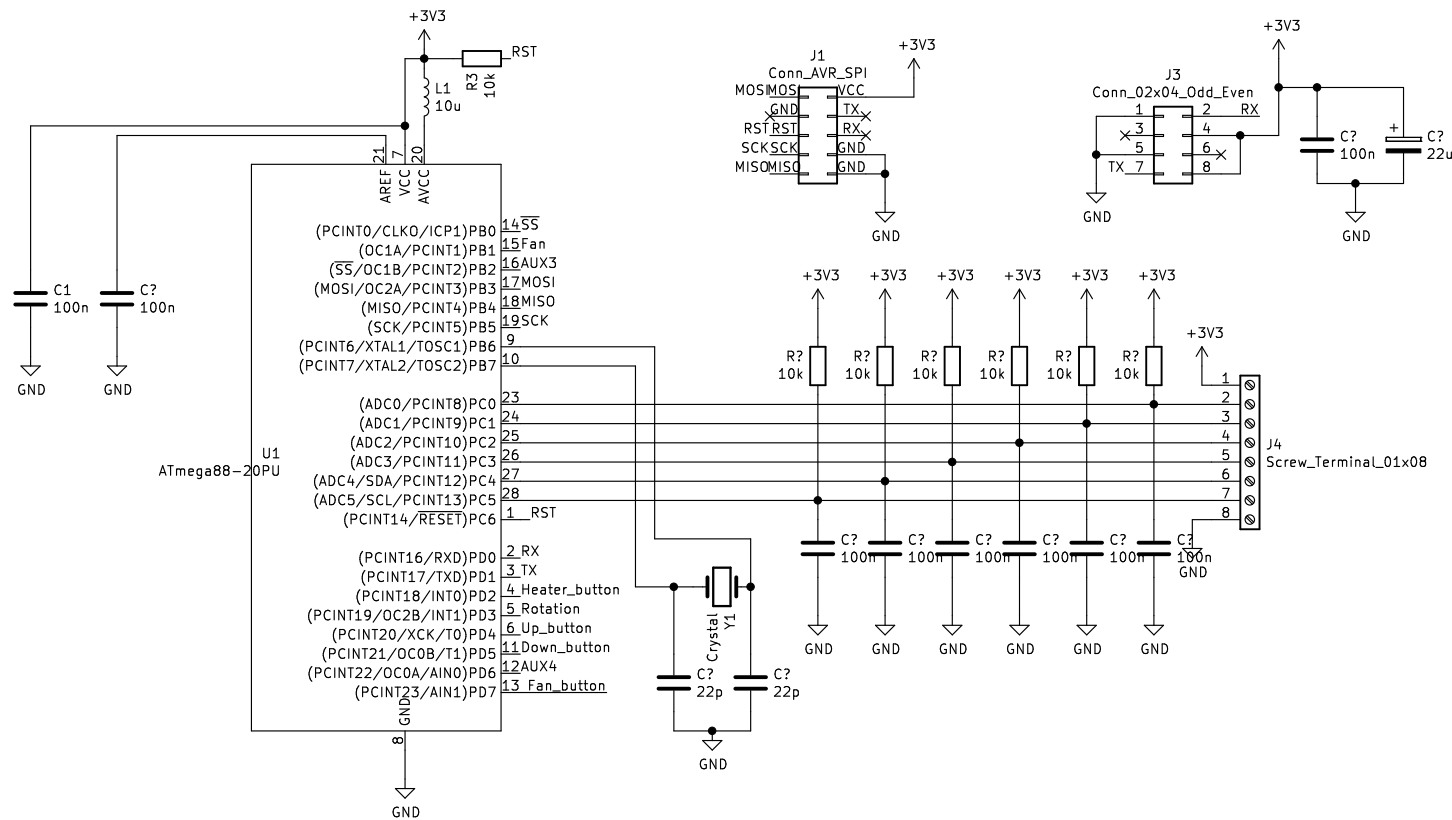 +3V3
R3
10k
RST
L1
10u
21
7
20
AREF
VCC
AVCC
C1
100n
GND
C?
100n
GND
U1
ATmega88-20PU
(PCINT0/CLKO/ICP1)PB0 14 SS
(OC1A/PCINT1)PB1 15 Fan
(SS/OC1B/PCINT2)PB2 16 AUX3
(MOSI/OC2A/PCINT3)PB3 17 MOSI
(MISO/PCINT4)PB4 18 MISO
(SCK/PCINT5)PB5 19 SCK
(PCINT6/XTAL1/TOSC1)PB6 9
(PCINT7/XTAL2/TOSC2)PB7 10
(ADC0/PCINT8)PC0 23
(ADC1/PCINT9)PC1 24
(ADC2/PCINT10)PC2 25
(ADC3/PCINT11)PC3 26
(ADC4/SDA/PCINT12)PC4 27
(ADC5/SCL/PCINT13)PC5 28
(PCINT14/RESET)PC6 1 RST
(PCINT16/RXD)PD0 2 RX
(PCINT17/TXD)PD1 3 TX
(PCINT18/INT0)PD2 4 Heater_button
(PCINT19/OC2B/INT1)PD3 5 Rotation
(PCINT20/XCK/T0)PD4 6 Up_button
(PCINT21/OC0B/T1)PD5 11 Down_button
(PCINT22/OC0A/AIN0)PD6 12 AUX4
(PCINT23/AIN1)PD7 13 Fan_button
GND
8
GND
Crystal
Y1
C?
22p
C?
22p
GND
J1
Conn_AVR_SPI
+3V3
MOSI MOSI VCC
GND TX
RST RST RX
SCK SCK GND
MISO MISO GND
GND
J3
Conn_02x04_Odd_Even
+3V3
1 2 RX
3 4
5 6
TX 7 8
GND
C?
100n
+
C?
22u
GND
+3V3 +3V3 +3V3 +3V3 +3V3 +3V3
R? R? R? R? R? R?
10k 10k 10k 10k 10k 10k
C? C? C? C? C? C?
100n 100n 100n 100n 100n 100n
GND GND GND GND GND GND
+3V3
1
2
3
4
5
6
7
8
J4
Screw_Terminal_01x08
GND